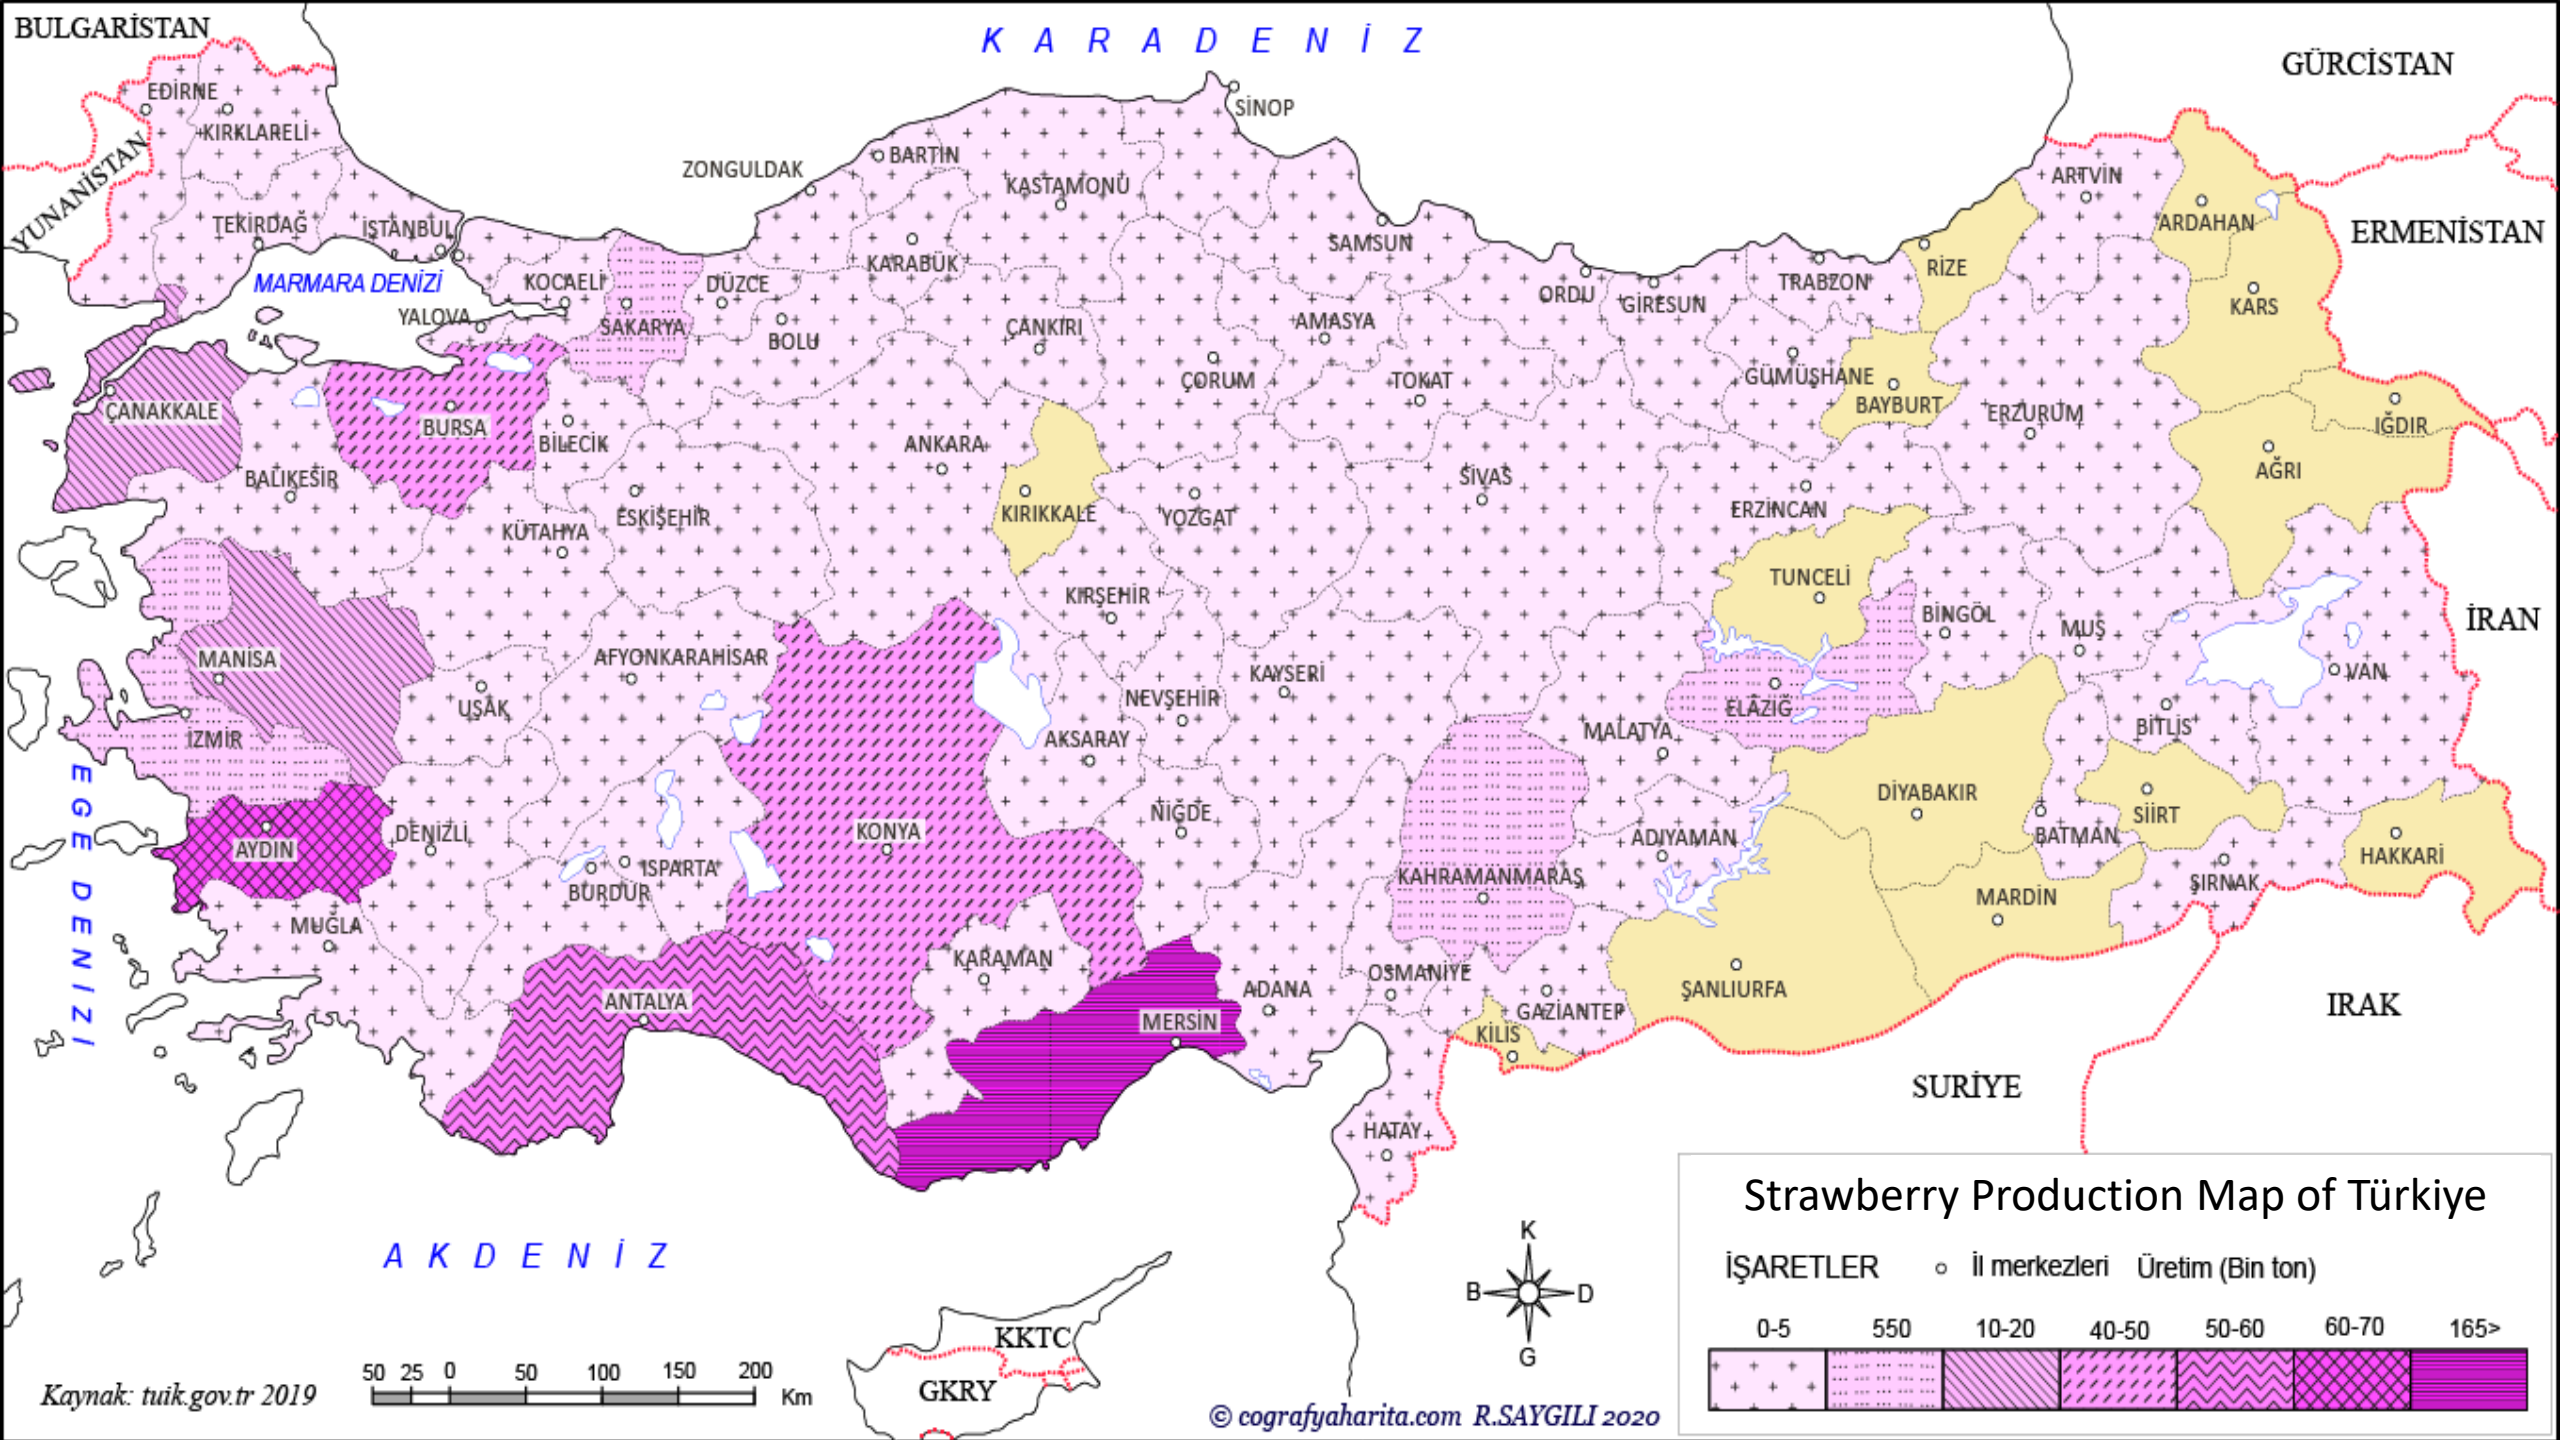 BULGARİSTAN
K A R A D E N İ Z
GÜRCİSTAN
EDİRNE
SİNOP
KIRKLARELİ
YUNANİSTAN
ZONGULDAK
BARTIN
KASTAMONU
ARTVİN
TEKİRDAĞ
İSTANBUL
SAMSUN
ARDAHAN
ERMENİSTAN
KARABÜK
RİZE
MARMARA DENİZİ
KOCAELİ
DÜZCE
ORDU
GİRESUN
TRABZON
KARS
YALOVA
SAKARYA
BOLU
ÇANKIRI
AMASYA
ÇORUM
TOKAT
GÜMÜŞHANE
BAYBURT
ERZURUM
ÇANAKKALE
BURSA
BİLECİK
ANKARA
IĞDIR
BALIKESİR
SİVAS
AĞRI
KÜTAHYA
ESKİŞEHİR
KIRIKKALE
YOZGAT
ERZİNCAN
TUNCELİ
KIRŞEHİR
BİNGÖL
MUŞ
İRAN
MANİSA
AFYONKARAHİSAR
KAYSERİ
VAN
UŞAK
NEVŞEHİR
ELÂZIĞ
İZMİR
AKSARAY
MALATYA
BİTLİS
DİYABAKIR
NİĞDE
SİİRT
AYDIN
DENİZLİ
KONYA
ADIYAMAN
BATMAN
HAKKARİ
ISPARTA
BURDUR
KAHRAMANMARAŞ
ŞIRNAK
MARDİN
MUĞLA
EGE DENIZI
KARAMAN
OSMANİYE
ADANA
ŞANLIURFA
ANTALYA
MERSİN
GAZİANTEP
IRAK
KİLİS
SURİYE
HATAY
A K D E N İ Z
Strawberry Production Map of Türkiye
İŞARETLER
İl merkezleri
Üretim (Bin ton)
0-5 550 10-20 40-50 50-60 60-70 165>
K
B
D
G
KKTC
GKRY
50 25 0 50 100 150 200
Km
Kaynak: tuik.gov.tr 2019
© cografyaharita.com R.SAYGILI 2020